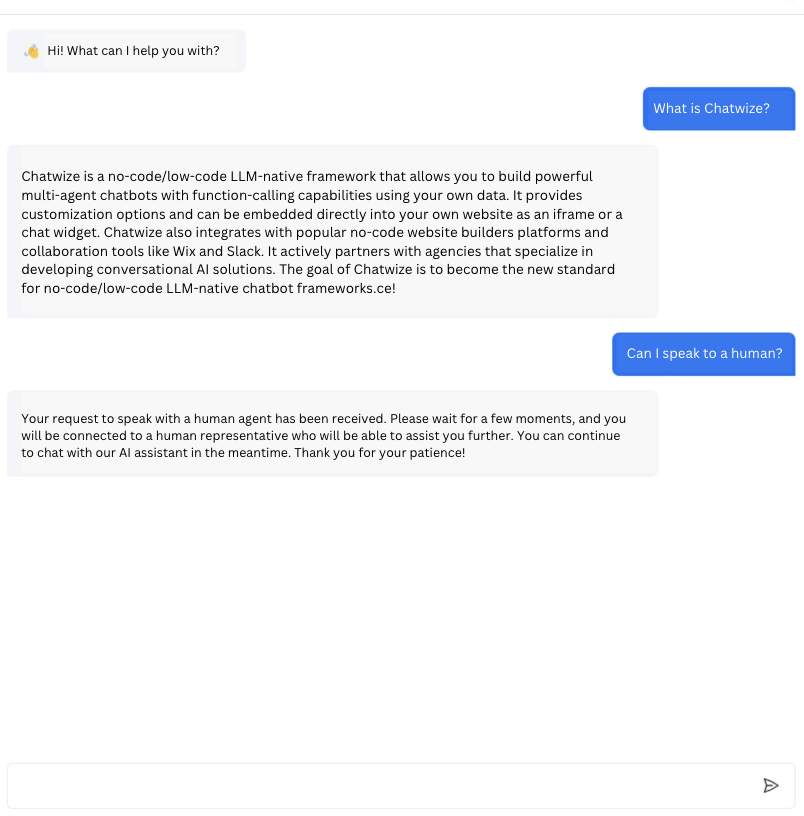 Hi! What can I help you with?
What is Chatwize?
Chatwize is a no-code/low-code LLM-native framework that allows you to build powerful
multi-agent chatbots with function-calling capabilities using your own data. It provides
customization options and can be embedded directly into your own website as an iframe or a
chat widget. Chatwize also integrates with popular no-code website builders platforms and
collaboration tools like Wix and Slack. It actively partners with agencies that specialize in
developing conversational AI solutions. The goal of Chatwize is to become the new standard
for no-code/low-code LLM-native chatbot frameworks.ce!
Can I speak to a human?
Your request to speak with a human agent has been received. Please wait for a few moments, and you
will be connected to a human representative who will be able to assist you further. You can continue
to chat with our AI assistant in the meantime. Thank you for your patience!